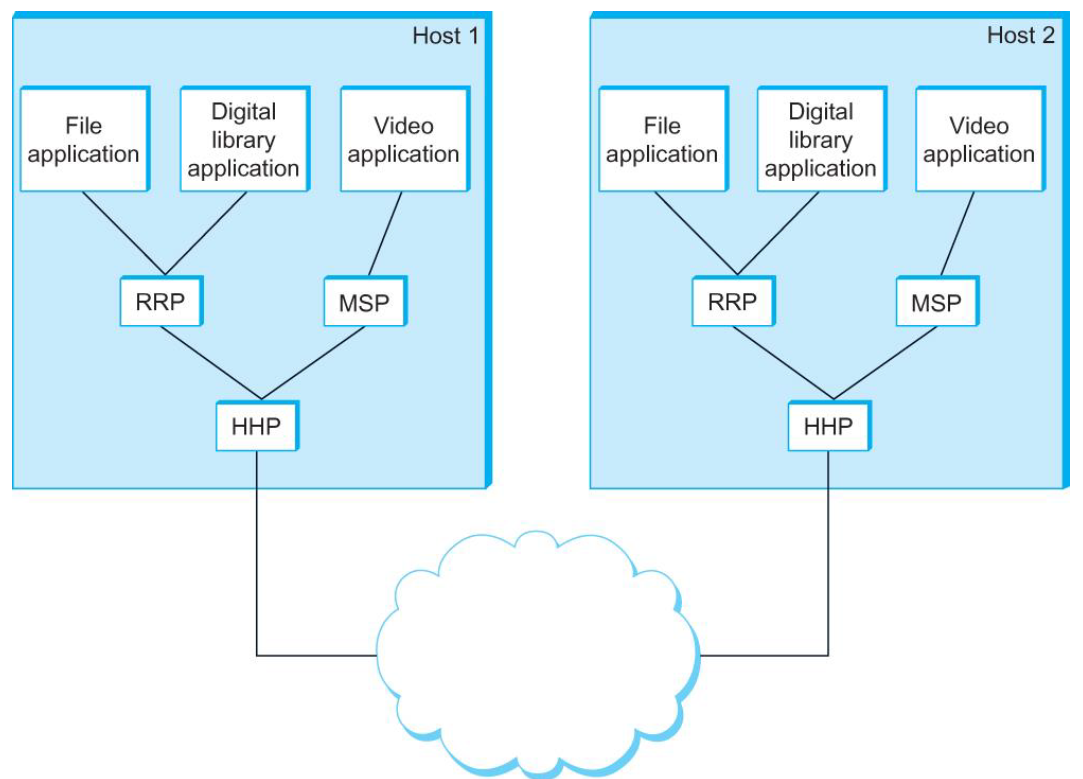 Host 1
File
application
Digital
library
application
Video
application
RRP
MSP
HHP
Host 2
File
application
Digital
library
application
Video
application
RRP
MSP
HHP